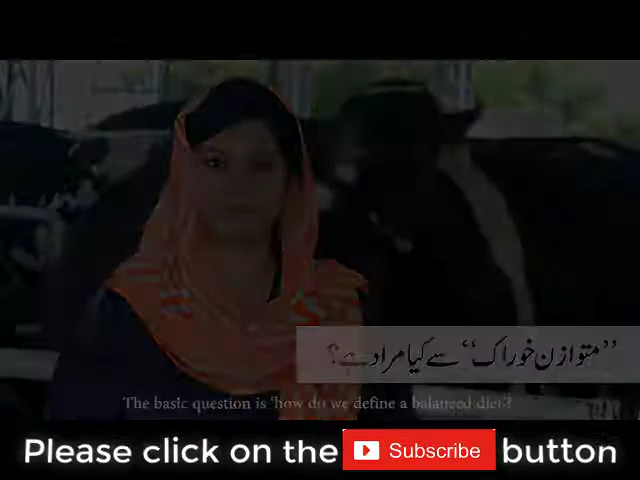 ”متوازن خوراک“ سے کیا مراد ہے؟
The basic question is 'how do we define a balanced diet'?
Please click on the Subscribe button